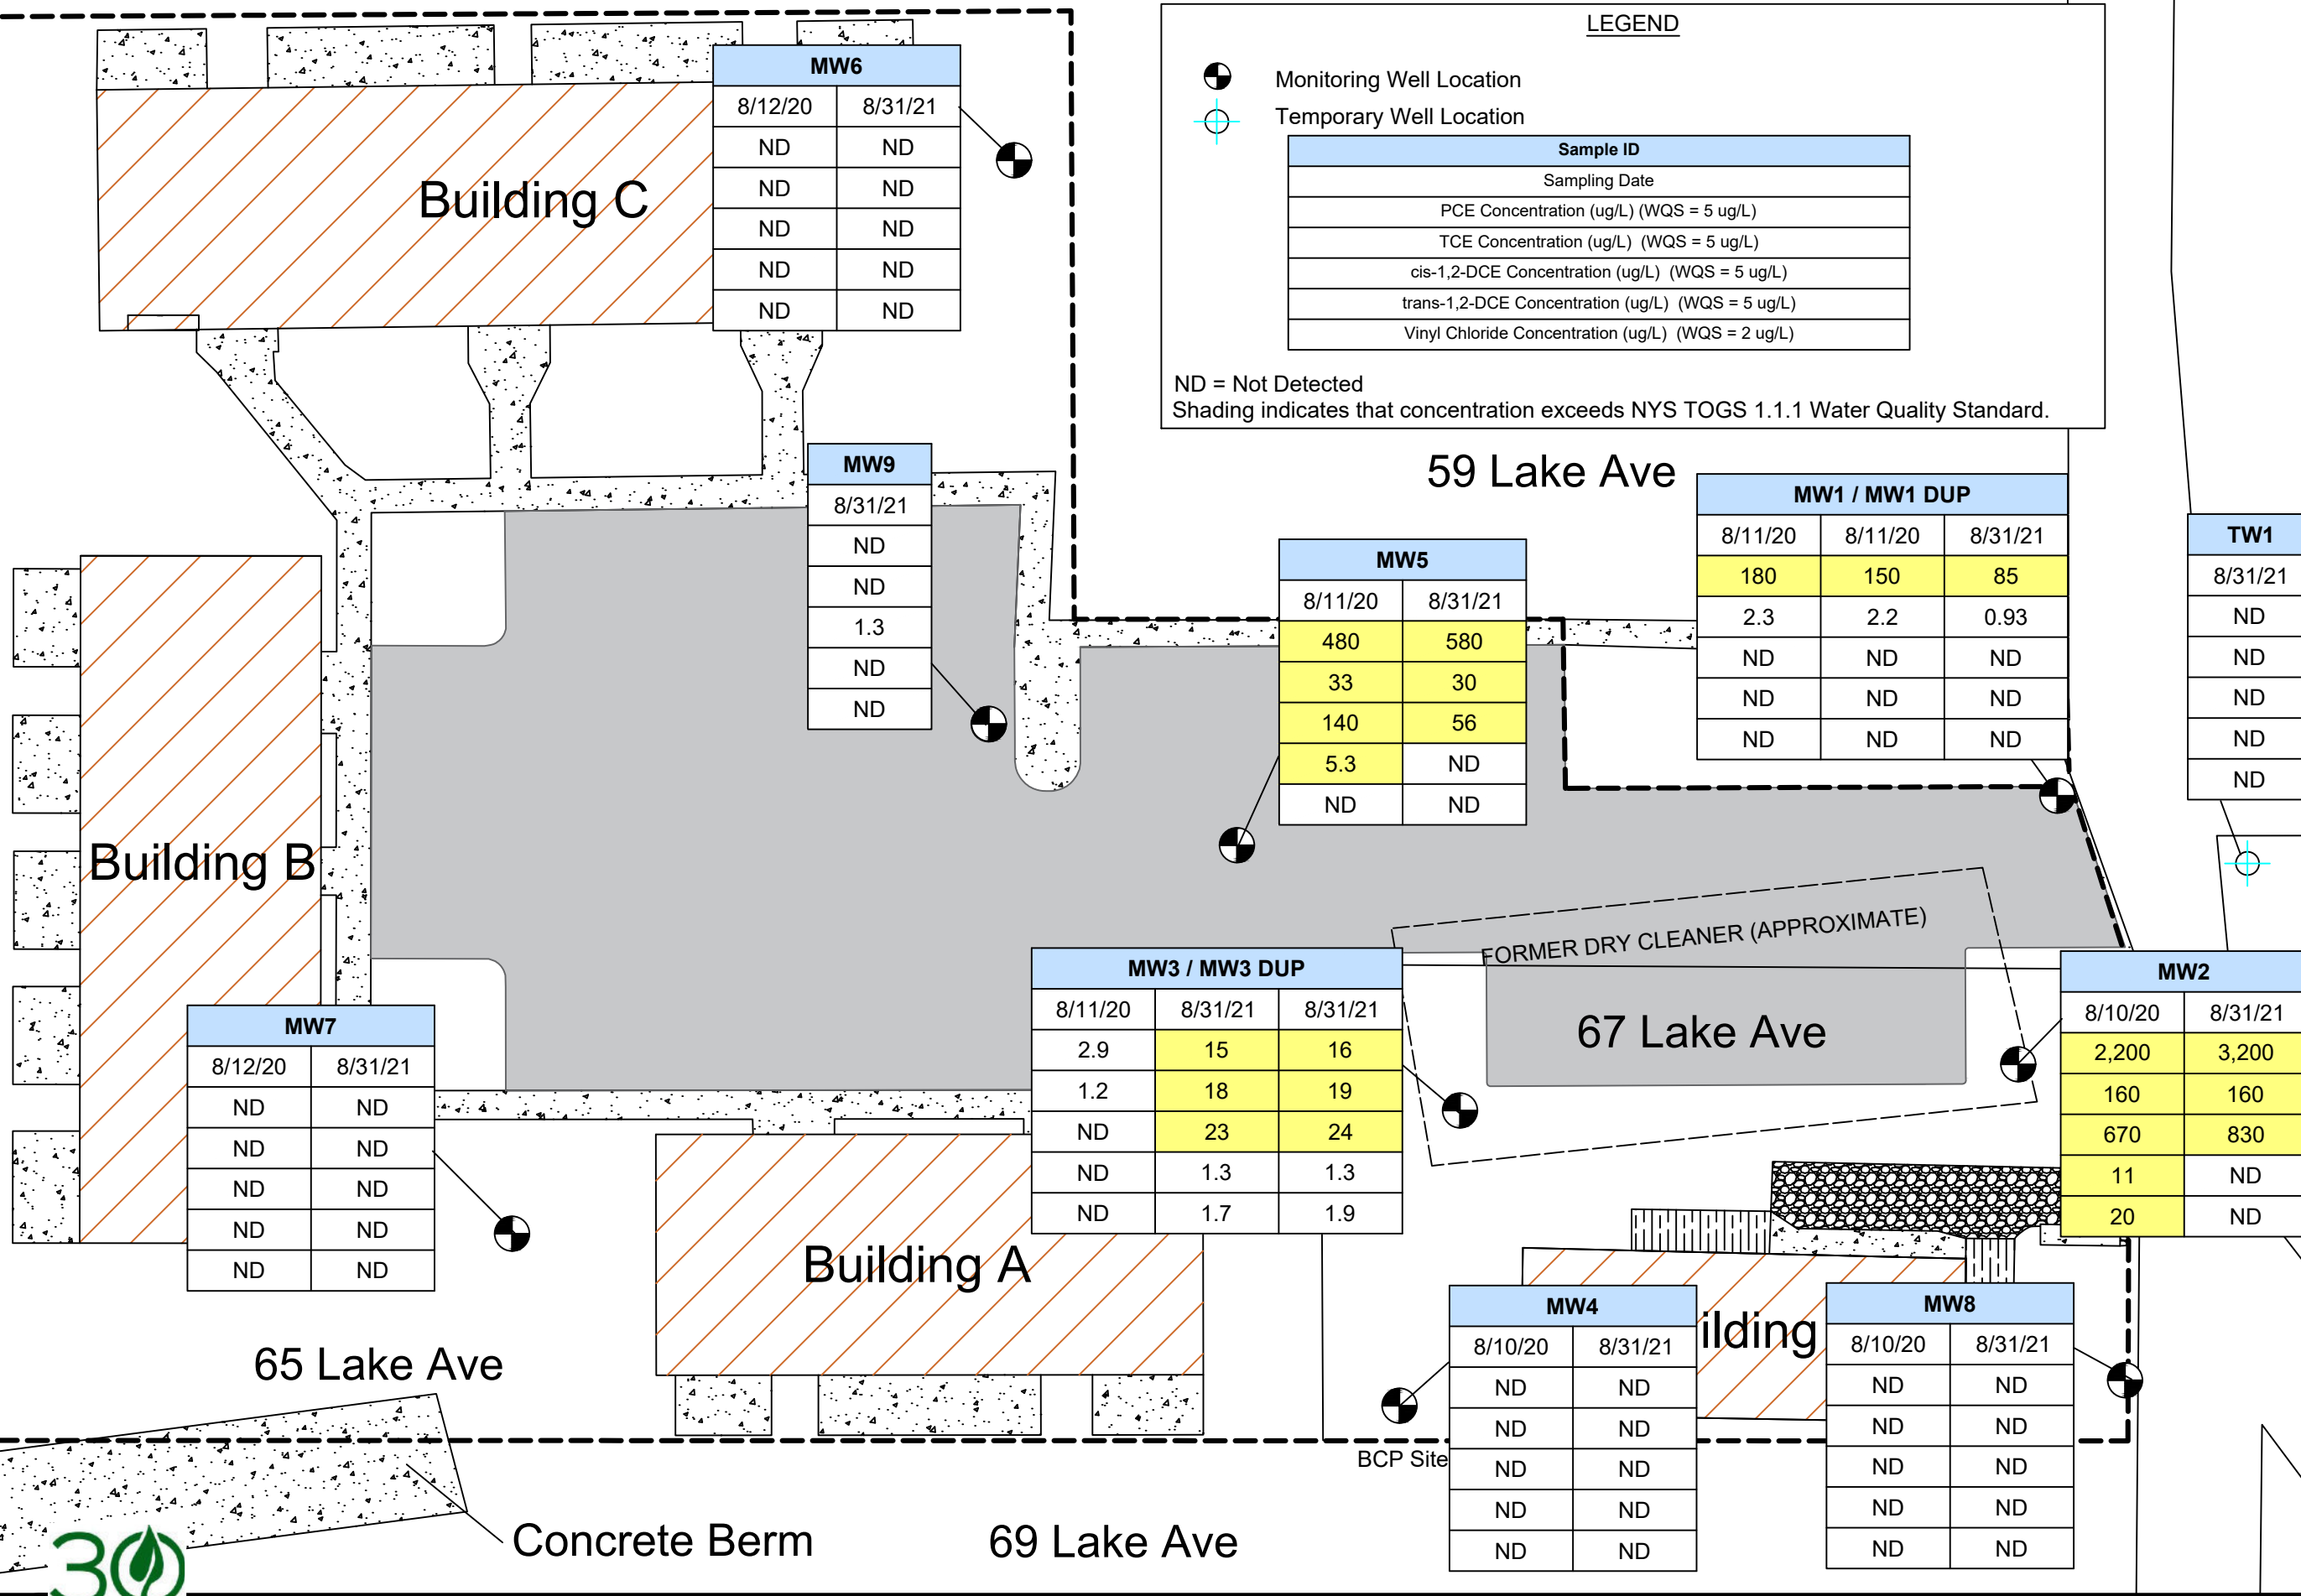 LEGEND
Monitoring Well Location
Temporary Well Location
Sample ID
Sampling Date
PCE Concentration (ug/L) (WQS = 5 ug/L)
TCE Concentration (ug/L) (WQS = 5 ug/L)
cis-1,2-DCE Concentration (ug/L) (WQS = 5 ug/L)
trans-1,2-DCE Concentration (ug/L) (WQS = 5 ug/L)
Vinyl Chloride Concentration (ug/L) (WQS = 2 ug/L)
ND = Not Detected
Shading indicates that concentration exceeds NYS TOGS 1.1.1 Water Quality Standard.
MW6
8/12/20 8/31/21
ND ND
ND ND
ND ND
ND ND
ND ND
Building C
59 Lake Ave
MW9
8/31/21
ND
ND
1.3
ND
ND
MW5
8/11/20 8/31/21
480 580
33 30
140 56
5.3 ND
ND ND
MW1 / MW1 DUP
8/11/20 8/11/20 8/31/21
180 150 85
2.3 2.2 0.93
ND ND ND
ND ND ND
ND ND ND
TW1
8/31/21
ND
ND
ND
ND
ND
Building B
FORMER DRY CLEANER (APPROXIMATE)
67 Lake Ave
MW3 / MW3 DUP
8/11/20 8/31/21 8/31/21
2.9 15 16
1.2 18 19
ND 23 24
ND 1.3 1.3
ND 1.7 1.9
MW2
8/10/20 8/31/21
2,200 3,200
160 160
670 830
11 ND
20 ND
MW7
8/12/20 8/31/21
ND ND
ND ND
ND ND
ND ND
ND ND
Building A
65 Lake Ave
MW4
8/10/20 8/31/21
ND ND
ND ND
ND ND
ND ND
ND ND
ilding
MW8
8/10/20 8/31/21
ND ND
ND ND
ND ND
ND ND
ND ND
BCP Site
Concrete Berm
69 Lake Ave
30